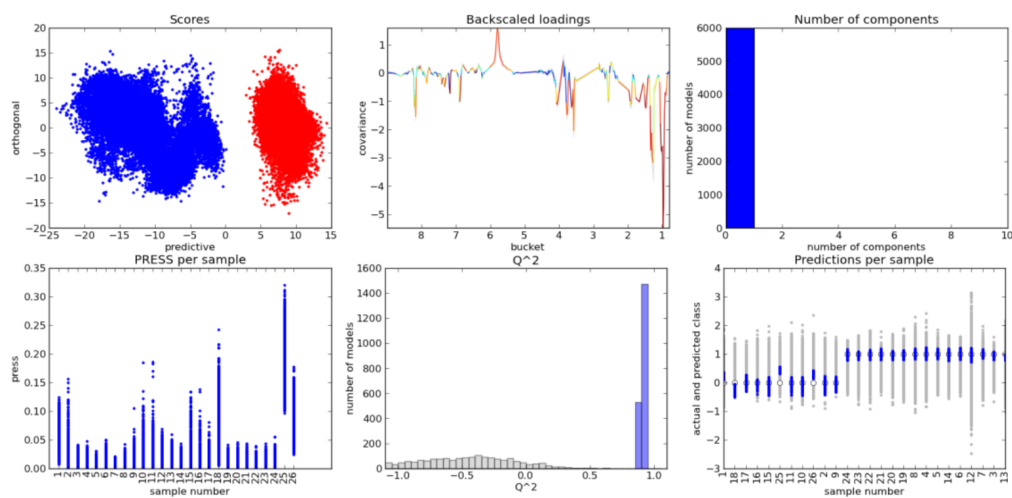 Scores
20
15
10
5
0
−5
−10
−15
−20
−25 −20 −15 −10 −5 0 5 10 15
orthogonal
predictive
Backscaled loadings
1
0
−1
−2
−3
−4
−5
8 7 6 5 4 3 2 1
covariance
bucket
Number of components
6000
5000
4000
3000
2000
1000
0
0 2 4 6 8 10
number of models
number of components
PRESS per sample
0.35
0.30
0.25
0.20
0.15
0.10
0.05
0.00
1 2 3 4 5 6 7 8 9 10 11 12 13 14 15 16 17 18 19 20 21 22 23 24 25 26
press
sample number
Q^2
1600
1400
1200
1000
800
600
400
200
0
−1.0 −0.5 0.0 0.5 1.0
number of models
Q^2
Predictions per sample
4
3
2
1
0
−1
−2
−3
1 18 17 16 15 25 11 10 26 2 9 24 23 22 21 20 19 8 4 5 14 6 12 7 3 13
actual and predicted class
sample number